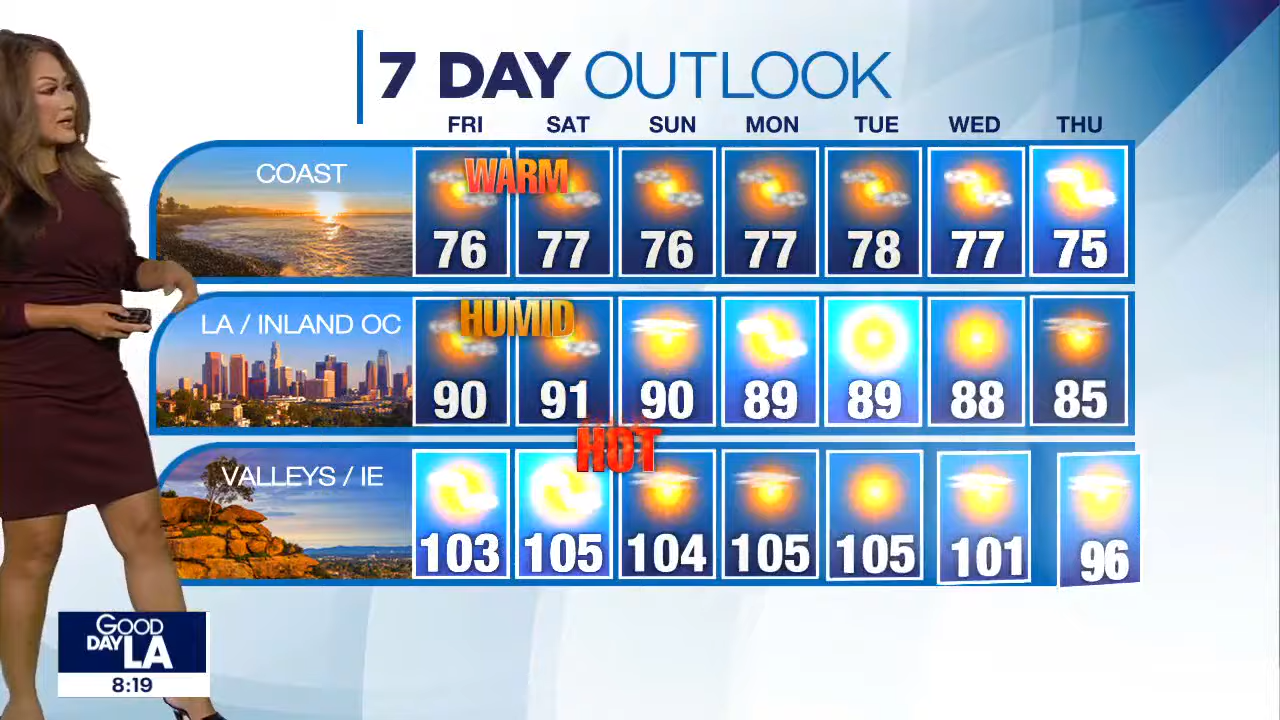 7 DAY OUTLOOK
FRI SAT SUN MON TUE WED THU
COAST
WARM
76 77 76 77 78 77 75
HUMID
LA / INLAND OC
90 91 90 89 89 88 85
HOT
VALLEYS / IE
103 105 104 105 105 101 96
GOOD
DAY LA
8:19